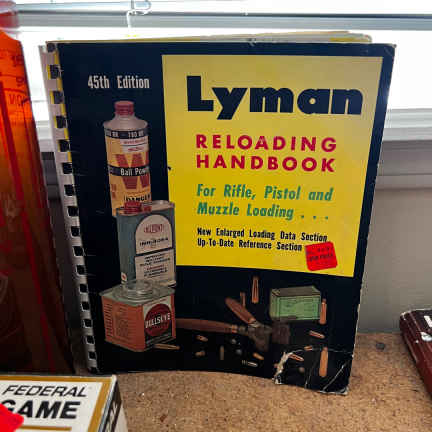 45th Edition
Lyman
RELOADING
HANDBOOK
For Rifle, Pistol and
Muzzle Loading . . .
New Enlarged Loading Data Section
Up-To-Date Reference Section
Ball Powder
DANGER
DUPONT
BULLSEYE
FEDERAL
GAME